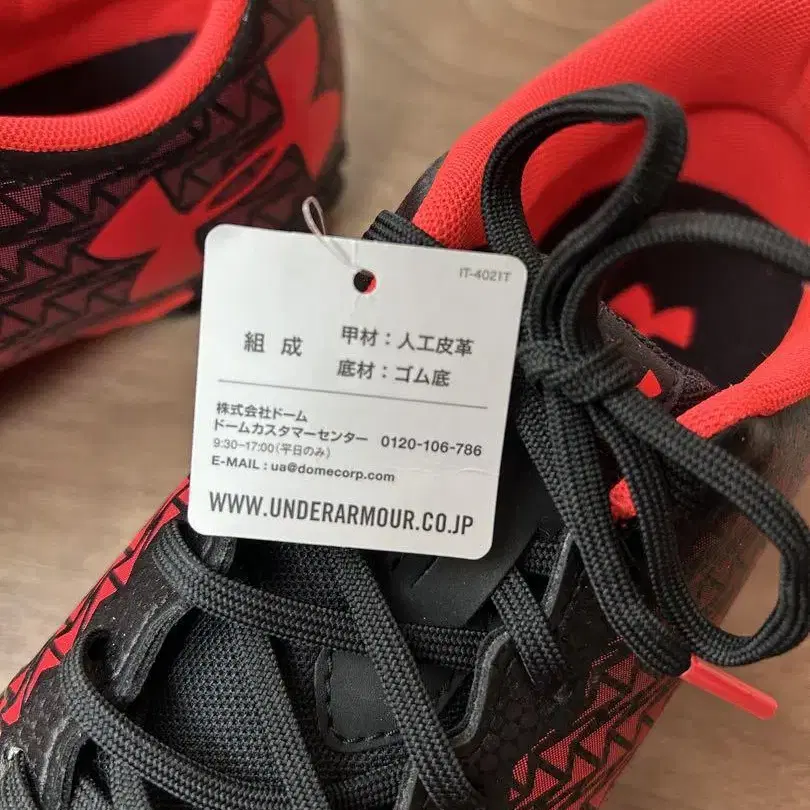 IT-4021T
組成
甲材：人工皮革
底材：ゴム底
株式会社ドーム
ドームカスタマーセンター 0120-106-786
9:30-17:00（平日のみ）
E-MAIL : ua@domecorp.com
WWW.UNDERARMOUR.CO.JP